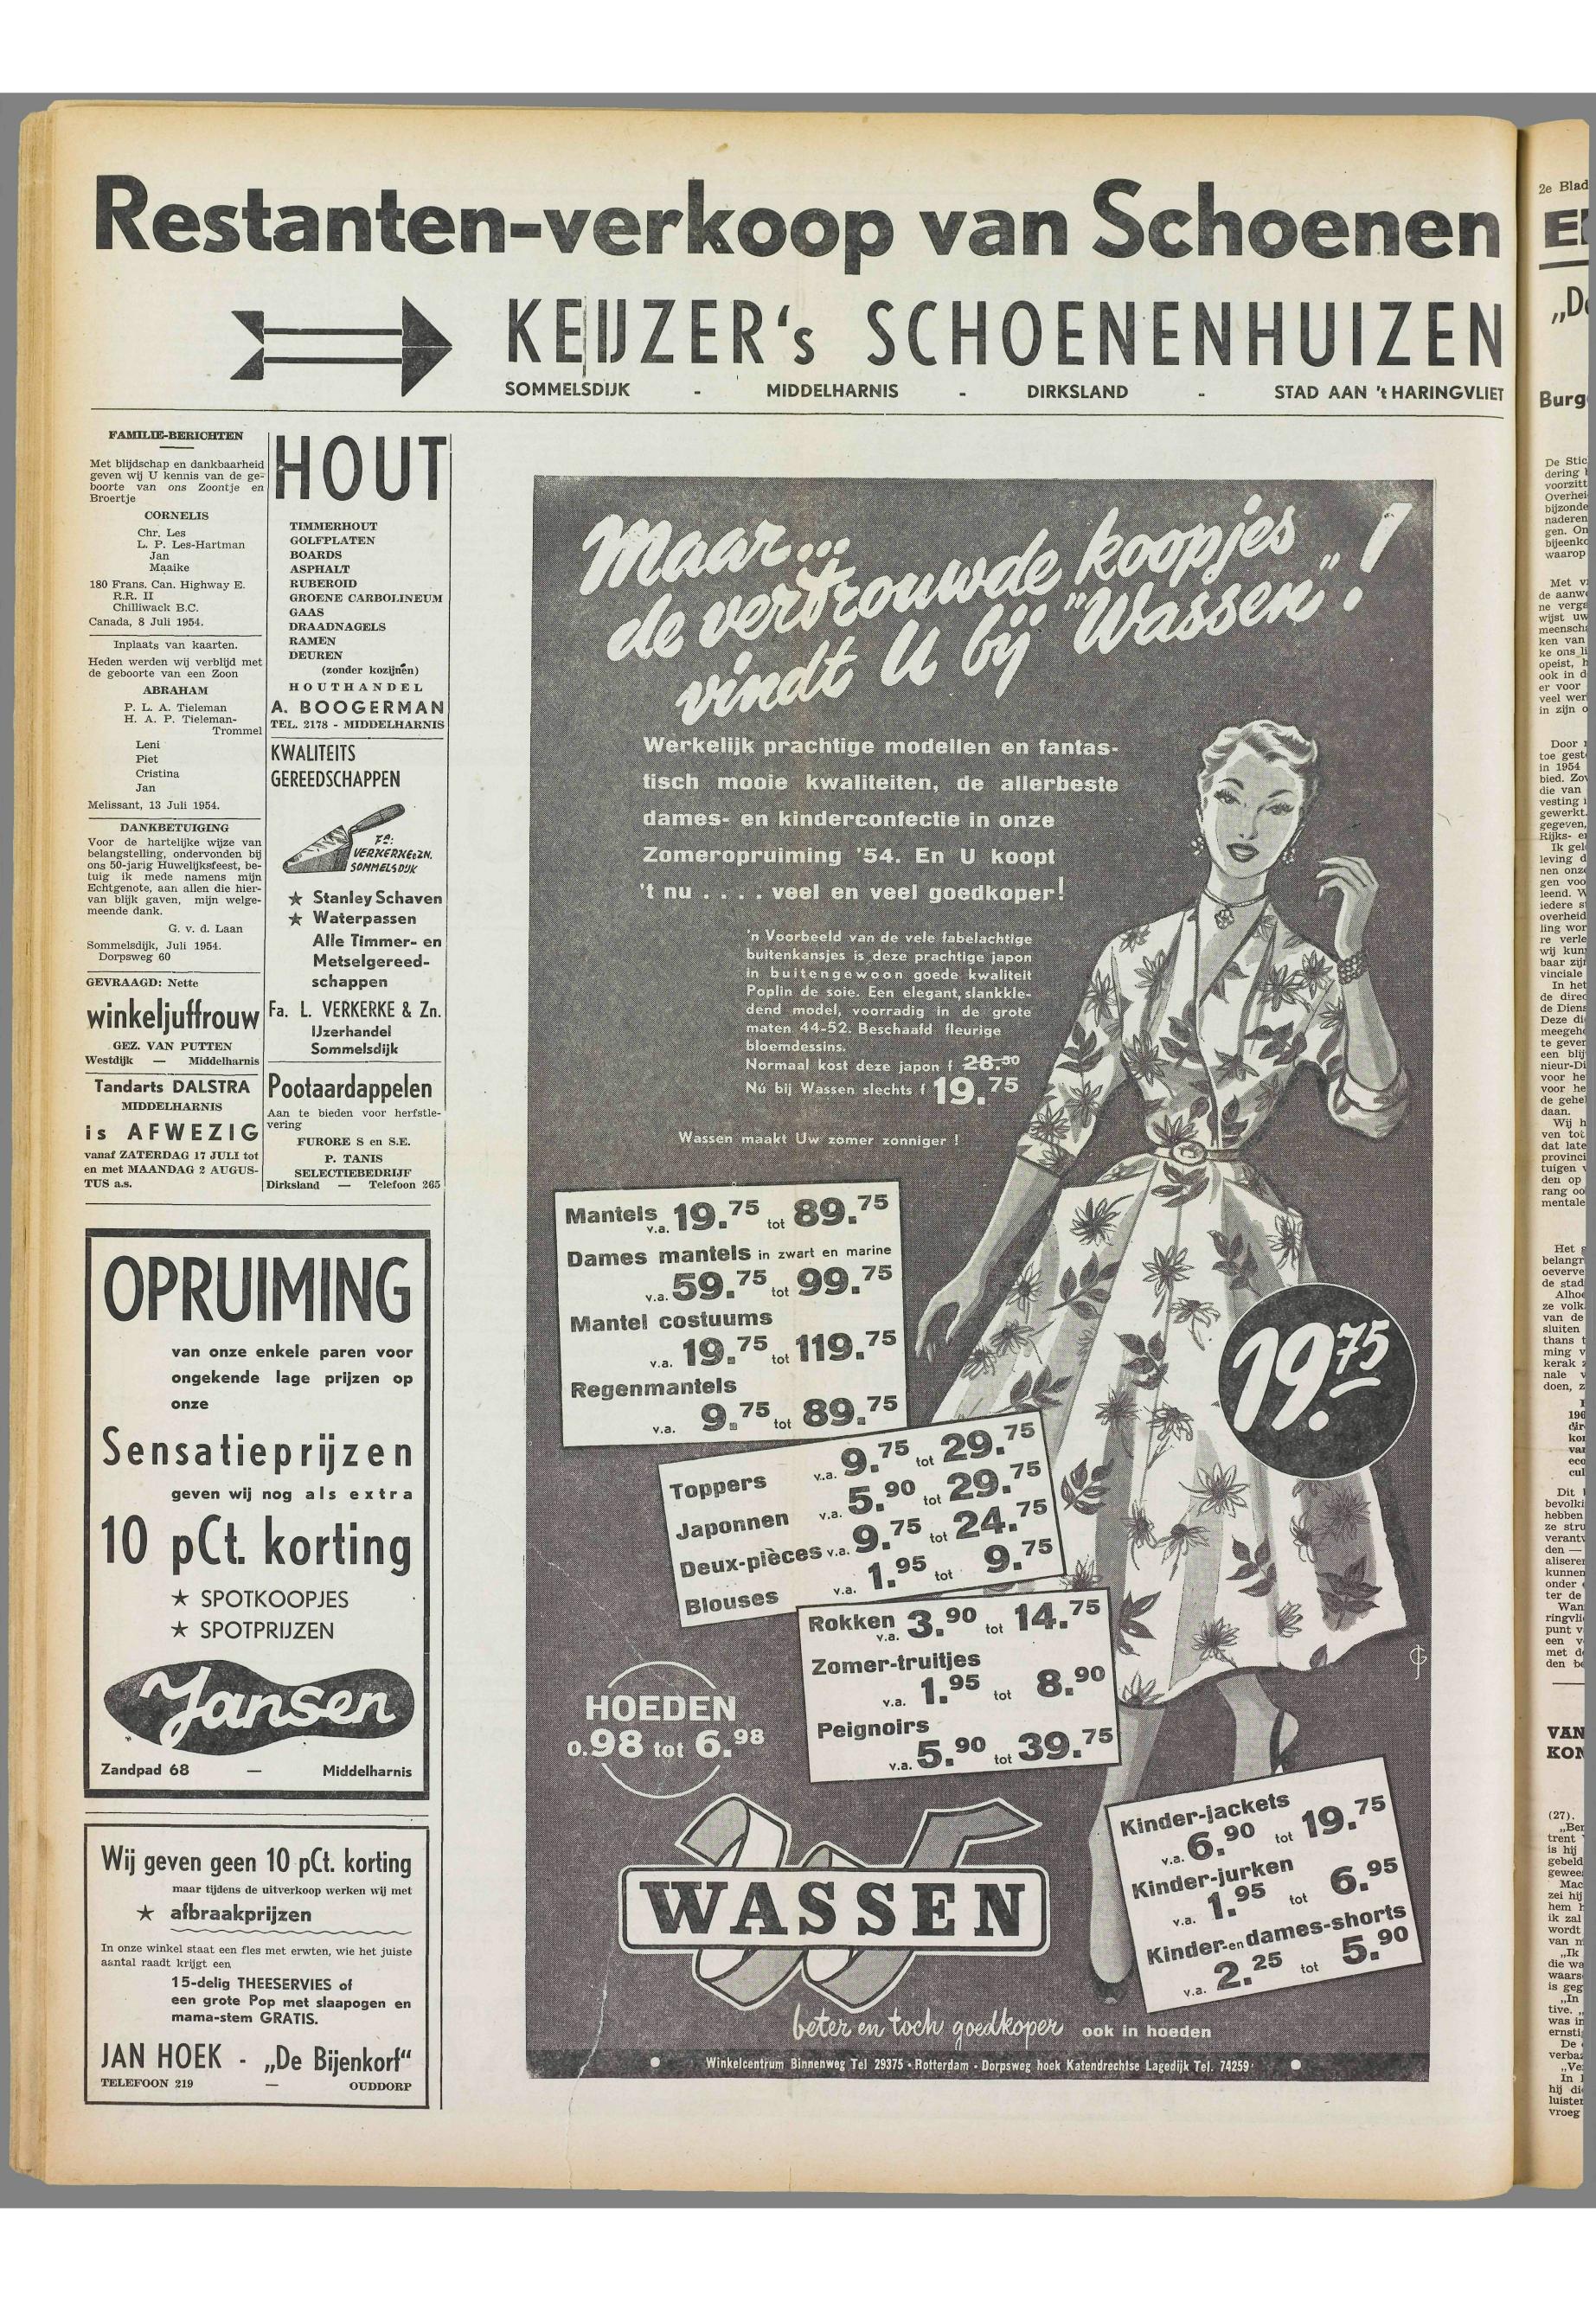 Restanten-verkoop van Schoenen
KEIJZER's SCHOENENHUIZEN
SOMMELSDIJK - MIDDELHARNIS - DIRKSLAND - STAD AAN 't HARINGVLIET
FAMILIE-BERICHTEN
Met blijdschap en dankbaarheid
geven wij U kennis van de ge-
boorte van ons Zoontje en
Broertje
CORNELIS
Chr. Les
L. P. Les-Hartman
Jan
Maaike
180 Frans. Can. Highway E.
R.R. II
Chilliwack B.C.
Canada, 8 Juli 1954.
Inplaats van kaarten.
Heden werden wij verblijd met
de geboorte van een Zoon
ABRAHAM
P. L. A. Tieleman
H. A. P. Tieleman-
Trommel
Leni
Piet
Cristina
Jan
Melissant, 13 Juli 1954.
DANKBETUIGING
Voor de hartelijke wijze van
belangstelling, ondervonden bij
ons 50-jarig Huwelijksfeest, be-
tuig ik mede namens mijn
Echtgenote, aan allen die hier-
van blijk gaven, mijn welge-
meende dank.
G. v. d. Laan
Sommelsdijk, Juli 1954.
Dorpsweg 60
GEVRAAGD: Nette
winkeljuffrouw
GEZ. VAN PUTTEN
Westdijk — Middelharnis
Tandarts DALSTRA
MIDDELHARNIS
is AFWEZIG
vanaf ZATERDAG 17 JULI tot
en met MAANDAG 2 AUGUS-
TUS a.s.
HOUT
TIMMERHOUT
GOLFPLATEN
BOARDS
ASPHALT
RUBEROID
GROENE CARBOLINEUM
GAAS
DRAADNAGELS
RAMEN
DEUREN
(zonder kozijnen)
HOUTHANDEL
A. BOOGERMAN
TEL. 2178 - MIDDELHARNIS
KWALITEITS
GEREEDSCHAPPEN
FA:
VERKERKE&ZN.
SOMMELSDIJK
★ Stanley Schaven
★ Waterpassen
Alle Timmer- en
Metselgereed-
schappen
Fa. L. VERKERKE & Zn.
IJzerhandel
Sommelsdijk
Pootaardappelen
Aan te bieden voor herfstle-
vering
FURORE S en S.E.
P. TANIS
SELECTIEBEDRIJF
Dirksland — Telefoon 265
OPRUIMING
van onze enkele paren voor
ongekende lage prijzen op
onze
Sensatieprijzen
geven wij nog als extra
10 pCt. korting
★ SPOTKOOPJES
★ SPOTPRIJZEN
Jansen
Zandpad 68 — Middelharnis
Wij geven geen 10 pCt. korting
maar tijdens de uitverkoop werken wij met
★ afbraakprijzen
In onze winkel staat een fles met erwten, wie het juiste
aantal raadt krijgt een
15-delig THEESERVIES of
een grote Pop met slaapogen en
mama-stem GRATIS.
JAN HOEK - „De Bijenkorf"
TELEFOON 219 — OUDDORP
Maar...
de vertrouwde koopjes
vindt U bij "Wassen"!
Werkelijk prachtige modellen en fantas-
tisch mooie kwaliteiten, de allerbeste
dames- en kinderconfectie in onze
Zomeropruiming '54. En U koopt
't nu . . . . veel en veel goedkoper!
'n Voorbeeld van de vele fabelachtige
buitenkansjes is deze prachtige japon
in buitengewoon goede kwaliteit
Poplin de soie. Een elegant, slankkle-
dend model, voorradig in de grote
maten 44-52. Beschaafd fleurige
bloemdessins.
Normaal kost deze japon f 28.50
Nú bij Wassen slechts f 19.75
Wassen maakt Uw zomer zonniger !
Mantels
v.a. 19.75 tot 89.75
Dames mantels in zwart en marine
v.a. 59.75 tot 99.75
Mantel costuums
v.a. 19.75 tot 119.75
Regenmantels
v.a. 9.75 tot 89.75
Toppers v.a. 9.75 tot 29.75
Japonnen v.a. 5.90 tot 29.75
Deux-pièces v.a. 9.75 tot 24.75
Blouses v.a. 1.95 tot 9.75
Rokken v.a. 3.90 tot 14.75
Zomer-truitjes
v.a. 1.95 tot 8.90
Peignoirs
v.a. 5.90 tot 39.75
19.75
HOEDEN
0.98 tot 6.98
Kinder-jackets
v.a. 6.90 tot 19.75
Kinder-jurken
v.a. 1.95 tot 6.95
Kinder-en dames-shorts
v.a. 2.25 tot 5.90
WASSEN
beter en toch goedkoper ook in hoeden
Winkelcentrum Binnenweg Tel 29375 • Rotterdam - Dorpsweg hoek Katendrechtse Lagedijk Tel. 74259
2e Blad
„De
Burg